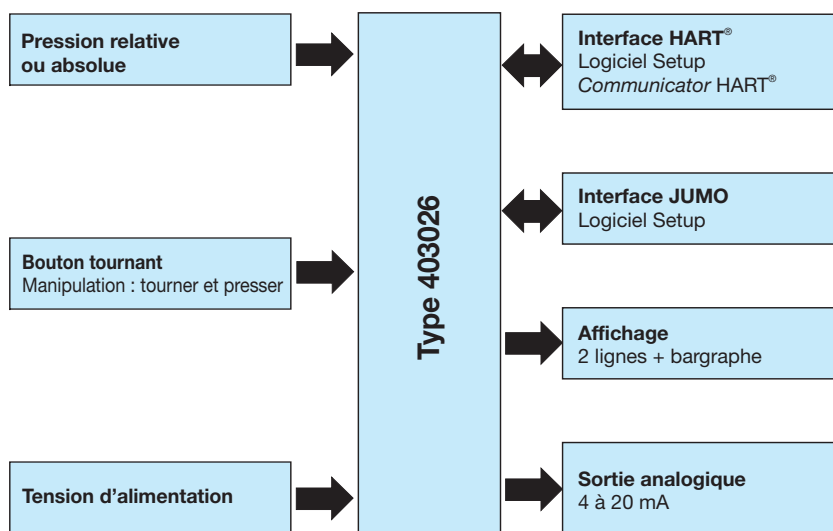 Pression relative
ou absolue
Bouton tournant
Manipulation : tourner et presser
Tension d’alimentation
Type 403026
Interface HART®
Logiciel Setup
Communicator HART®
Interface JUMO
Logiciel Setup
Affichage
2 lignes + bargraphe
Sortie analogique
4 à 20 mA